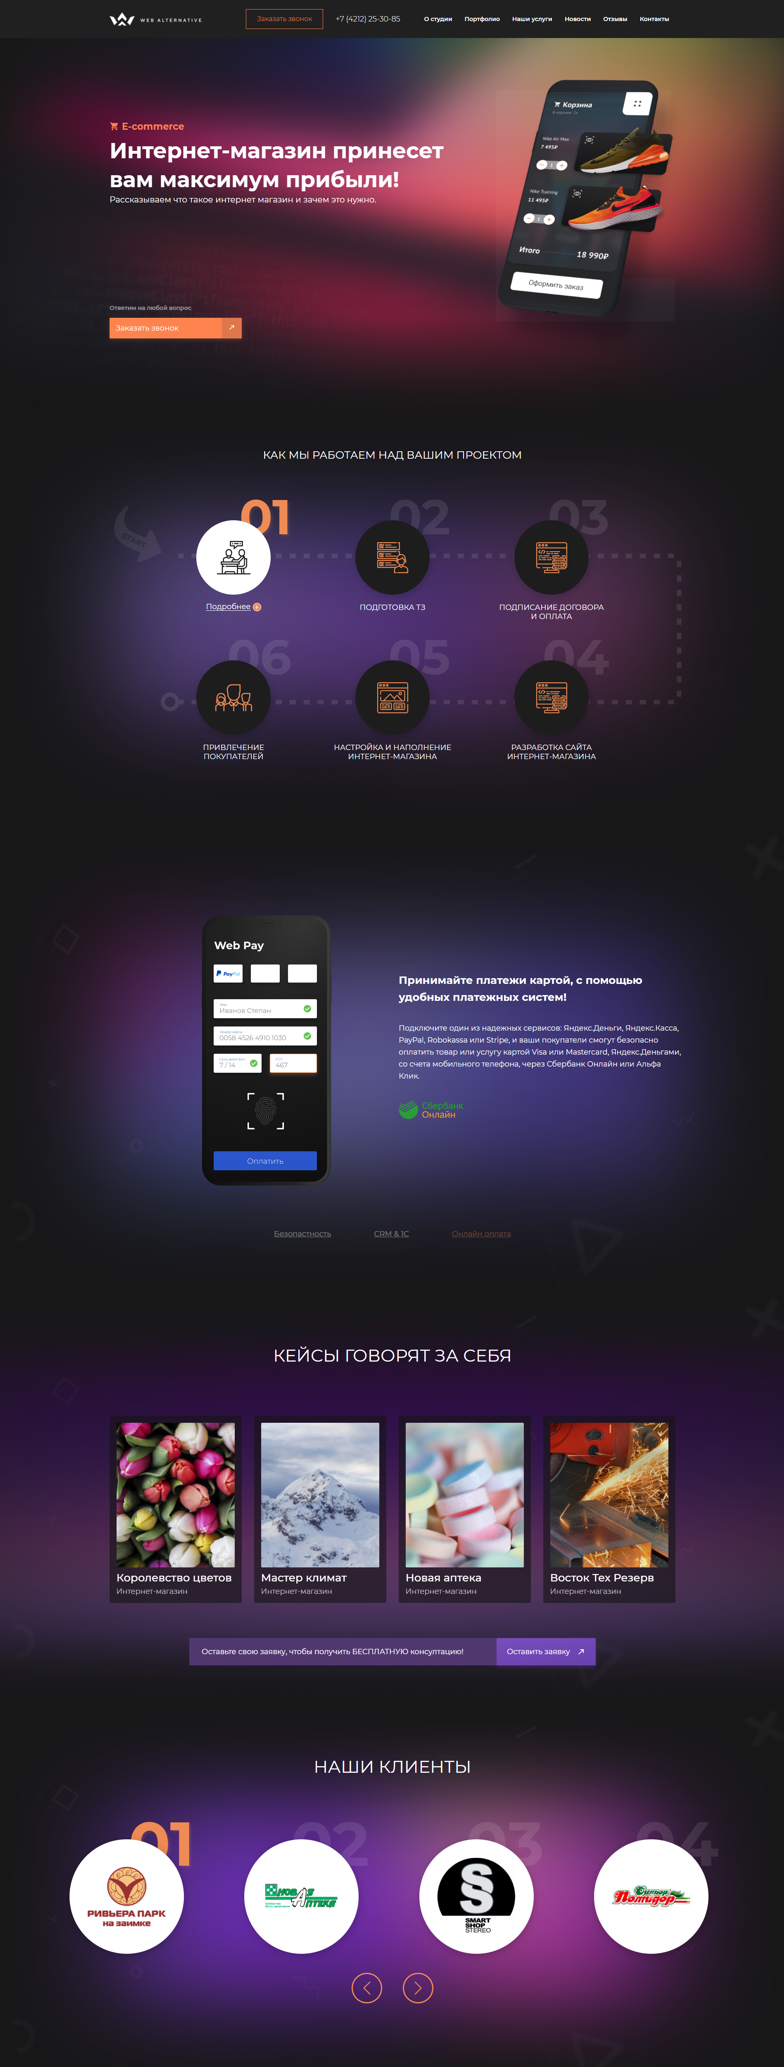 WEB ALTERNATIVE
Заказать звонок
+7 (4212) 25-30-85
О студии
Портфолио
Наши услуги
Новости
Отзывы
Контакты
E-commerce
Интернет-магазин принесет
вам максимум прибыли!
Рассказываем что такое интернет магазин и зачем это нужно.
Корзина
Nike Air Max
7 495₽
1
Nike Training
11 495₽
1
Итого
18 990₽
Оформить заказ
Ответим на любой вопрос
Заказать звонок
КАК МЫ РАБОТАЕМ НАД ВАШИМ ПРОЕКТОМ
START
01
02
03
Подробнее
ПОДГОТОВКА ТЗ
ПОДПИСАНИЕ ДОГОВОРА
И ОПЛАТА
06
05
04
ПРИВЛЕЧЕНИЕ
ПОКУПАТЕЛЕЙ
НАСТРОЙКА И НАПОЛНЕНИЕ
ИНТЕРНЕТ-МАГАЗИНА
РАЗРАБОТКА САЙТА
ИНТЕРНЕТ-МАГАЗИНА
Web Pay
PayPal
Иванов Степан
0058 4526 4910 1030
7 / 14
467
Оплатить
Принимайте платежи картой, с помощью
удобных платежных систем!
Подключите один из надежных сервисов: Яндекс.Деньги, Яндекс.Касса,
PayPal, Robokassa или Stripe, и ваши покупатели смогут безопасно
оплатить товар или услугу картой Visa или Mastercard, Яндекс.Деньгами,
со счета мобильного телефона, через Сбербанк Онлайн или Альфа
Клик.
Сбербанк
Онлайн
Безопастность
CRM & 1C
Онлайн оплата
КЕЙСЫ ГОВОРЯТ ЗА СЕБЯ
Королевство цветов
Интернет-магазин
Мастер климат
Интернет-магазин
Новая аптека
Интернет-магазин
Восток Тех Резерв
Интернет-магазин
Оставьте свою заявку, чтобы получить БЕСПЛАТНУЮ консултацию!
Оставить заявку
НАШИ КЛИЕНТЫ
01
02
03
04
РИВЬЕРА ПАРК
на заимке
НОВАЯ
АПТЕКА
SS
SMART
SHOP
STEREO
Синьор
Помидор